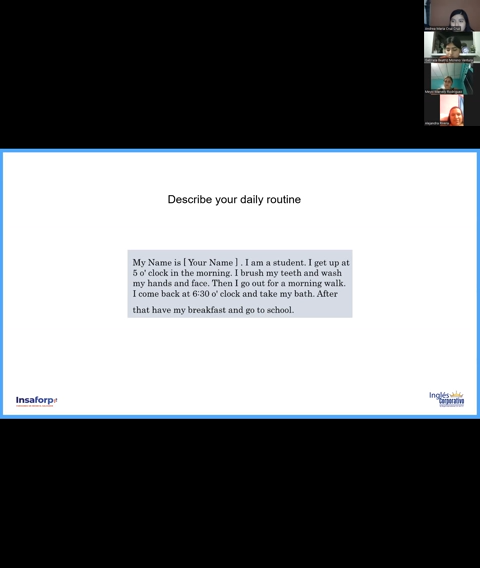 Describe your daily routine
My Name is [ Your Name ] . I am a student. I get up at
5 o' clock in the morning. I brush my teeth and wash
my hands and face. Then I go out for a morning walk.
I come back at 6:30 o' clock and take my bath. After
that have my breakfast and go to school.
Insaforp
Inglés
Corporativo